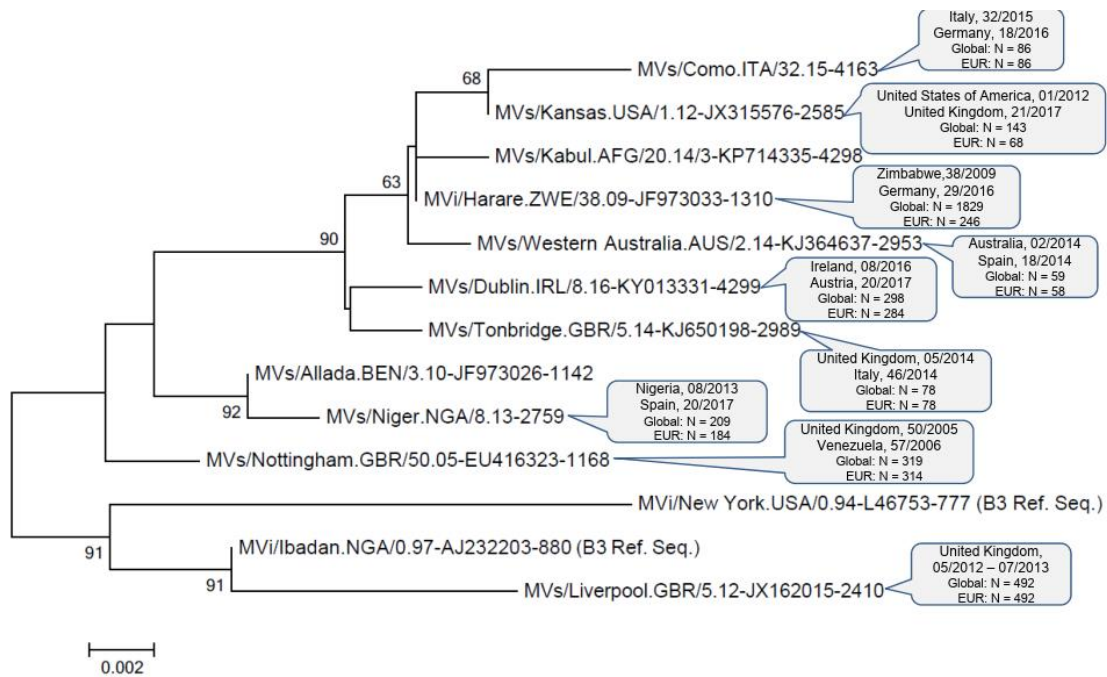 Italy, 32/2015
Germany, 18/2016
Global: N = 86
EUR: N = 86
MVs/Como.ITA/32.15-4163
68
United States of America, 01/2012
United Kingdom, 21/2017
Global: N = 143
EUR: N = 68
MVs/Kansas.USA/1.12-JX315576-2585
MVs/Kabul.AFG/20.14/3-KP714335-4298
Zimbabwe,38/2009
Germany, 29/2016
Global: N = 1829
EUR: N = 246
63
MVi/Harare.ZWE/38.09-JF973033-1310
90
MVs/Western Australia.AUS/2.14-KJ364637-2953
Australia, 02/2014
Spain, 18/2014
Global: N = 59
EUR: N = 58
Ireland, 08/2016
Austria, 20/2017
Global: N = 298
EUR: N = 284
MVs/Dublin.IRL/8.16-KY013331-4299
MVs/Tonbridge.GBR/5.14-KJ650198-2989
United Kingdom, 05/2014
Italy, 46/2014
Global: N = 78
EUR: N = 78
MVs/Allada.BEN/3.10-JF973026-1142
92
MVs/Niger.NGA/8.13-2759
Nigeria, 08/2013
Spain, 20/2017
Global: N = 209
EUR: N = 184
United Kingdom, 50/2005
Venezuela, 57/2006
Global: N = 319
EUR: N = 314
MVs/Nottingham.GBR/50.05-EU416323-1168
MVi/New York.USA/0.94-L46753-777 (B3 Ref. Seq.)
91
MVi/Ibadan.NGA/0.97-AJ232203-880 (B3 Ref. Seq.)
91
MVs/Liverpool.GBR/5.12-JX162015-2410
United Kingdom,
05/2012 – 07/2013
Global: N = 492
EUR: N = 492
0.002